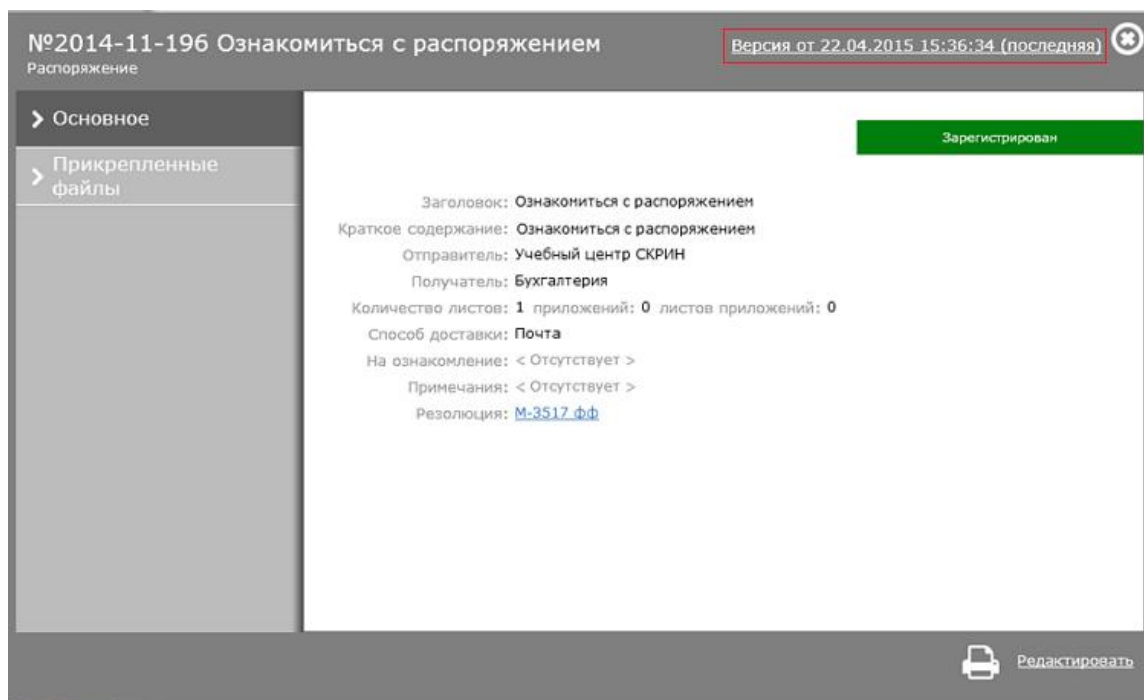 №2014-11-196 Ознакомиться с распоряжением
Версия от 22.04.2015 15:36:34 (последняя)
Распоряжение
Основное
Прикрепленные
файлы
Зарегистрирован
Заголовок: Ознакомиться с распоряжением
Краткое содержание: Ознакомиться с распоряжением
Отправитель: Учебный центр СКРИН
Получатель: Бухгалтерия
Количество листов: 1 приложений: 0 листов приложений: 0
Способ доставки: Почта
На ознакомление: < Отсутствует >
Примечания: < Отсутствует >
Резолюция: М-3517 фф
Редактировать